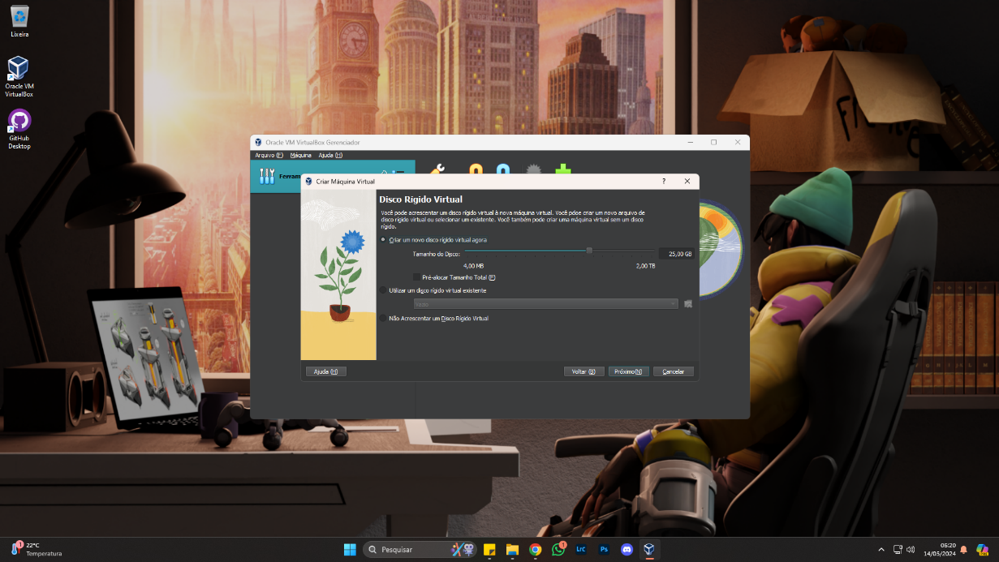 Lixeira
Oracle VM
VirtualBox
GitHub
Desktop
Oracle VM VirtualBox Gerenciador
Arquivo (F) Máquina Ajuda (H)
Criar Máquina Virtual
?
Disco Rígido Virtual
Você pode acrescentar um disco rígido virtual à nova máquina virtual. Você pdoe criar um novo arquivo de
disco rígido virtual ou selecionar um existente. Você também pode criar uma máquina virtual sem um disco
rígido.
Criar um novo disco rígido virtual agora
Tamanho do Disco:
25,00 GB
4,00 MB 2,00 TB
Pré-alocar Tamanho Total (F)
Utilizar um disco rígido virtual existente
Vazio
Não Acrescentar um Disco Rígido Virtual
Ajuda (H) Voltar (B) Próximo(N) Cancelar
1
22°C
Temperatura
Pesquisar
1
LrC
Ps
06:20
14/05/2024